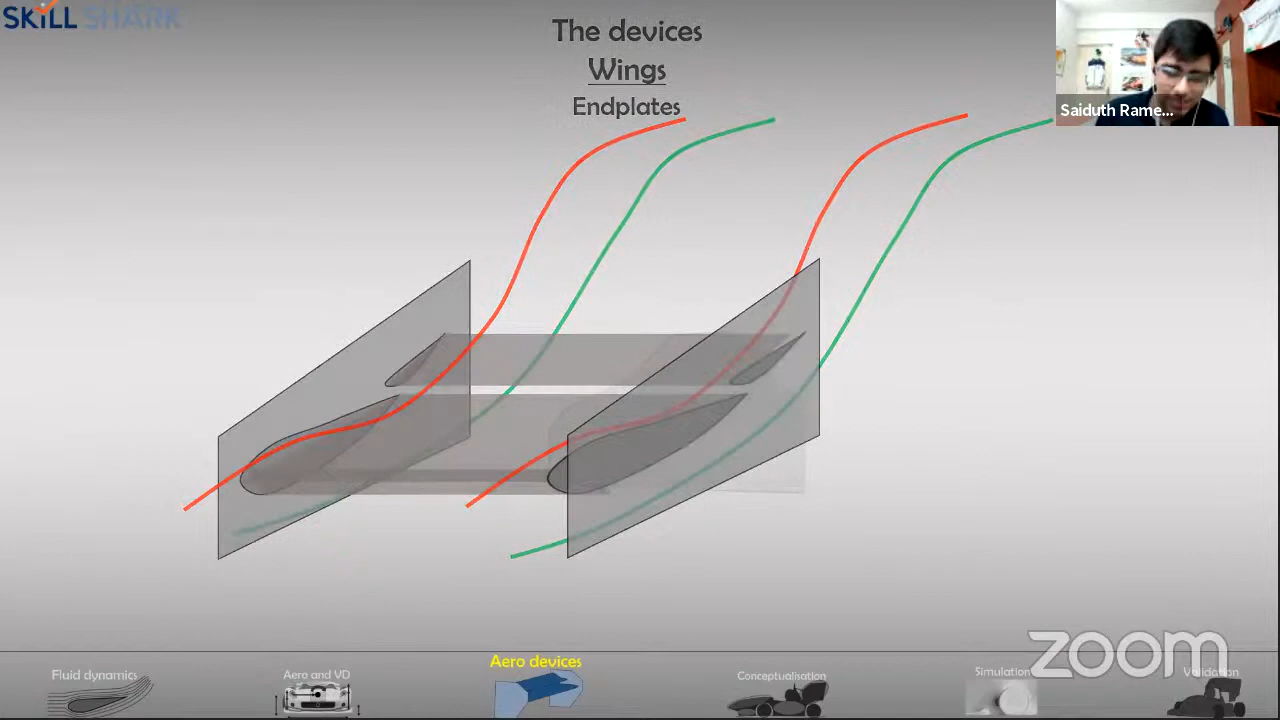 SKILL SHARK
The devices
Wings
Endplates
Saiduth Rame...
Aero devices
Fluid dynamics
Aero and VD
Conceptualisation
Simulation
Validation
zoom